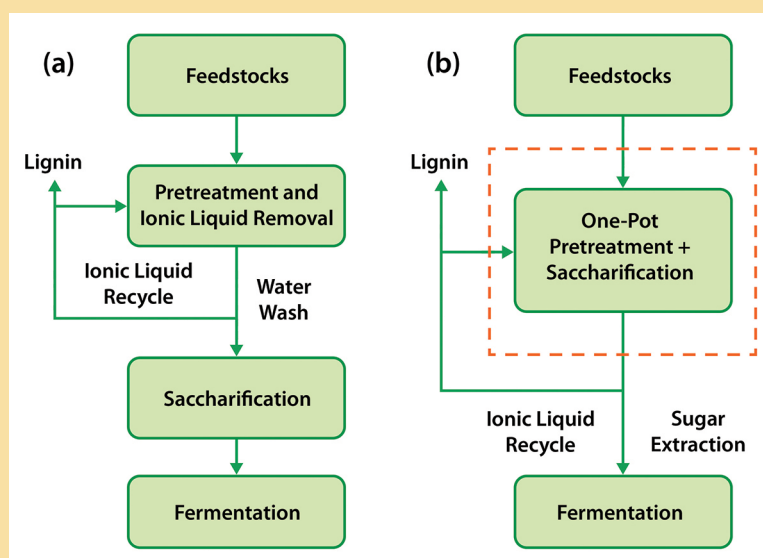 (a)
Feedstocks
Lignin
Pretreatment and
Ionic Liquid Removal
Ionic Liquid
Recycle
Water
Wash
Saccharification
Fermentation
(b)
Feedstocks
Lignin
One-Pot
Pretreatment +
Saccharification
Ionic Liquid
Recycle
Sugar
Extraction
Fermentation